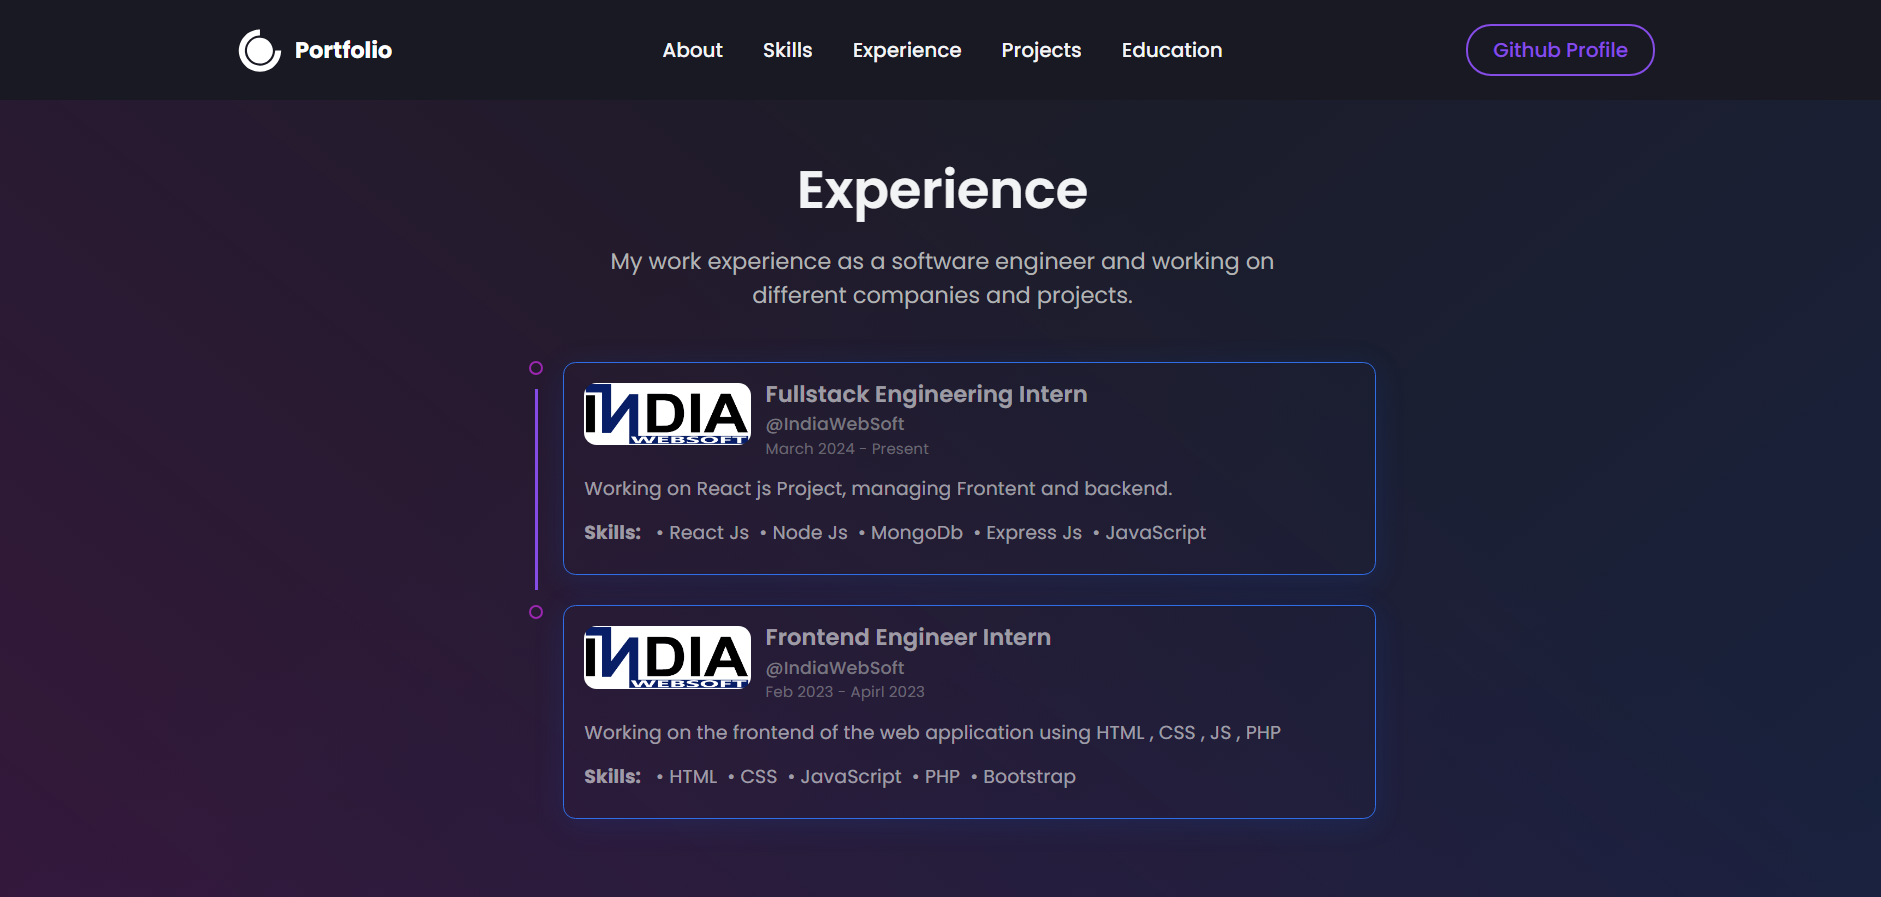 Portfolio
About Skills Experience Projects Education
Github Profile
Experience
My work experience as a software engineer and working on
different companies and projects.
INDIA
WEBSOFT
Fullstack Engineering Intern
@IndiaWebSoft
March 2024 - Present
Working on React js Project, managing Frontent and backend.
Skills: • React Js • Node Js • MongoDb • Express Js • JavaScript
INDIA
WEBSOFT
Frontend Engineer Intern
@IndiaWebSoft
Feb 2023 - Apirl 2023
Working on the frontend of the web application using HTML , CSS , JS , PHP
Skills: • HTML • CSS • JavaScript • PHP • Bootstrap